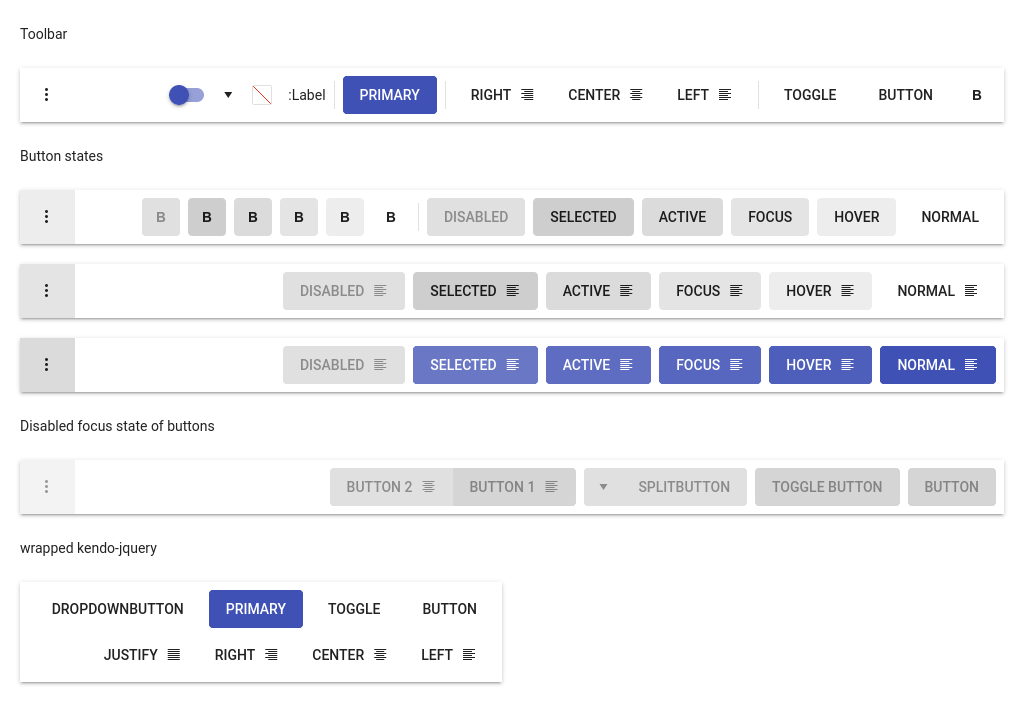 Toolbar
:Label PRIMARY RIGHT CENTER LEFT TOGGLE BUTTON B
Button states
B B B B B B DISABLED SELECTED ACTIVE FOCUS HOVER NORMAL
DISABLED SELECTED ACTIVE FOCUS HOVER NORMAL
DISABLED SELECTED ACTIVE FOCUS HOVER NORMAL
Disabled focus state of buttons
BUTTON 2 BUTTON 1 SPLITBUTTON TOGGLE BUTTON BUTTON
wrapped kendo-jquery
DROPDOWNBUTTON PRIMARY TOGGLE BUTTON
JUSTIFY RIGHT CENTER LEFT